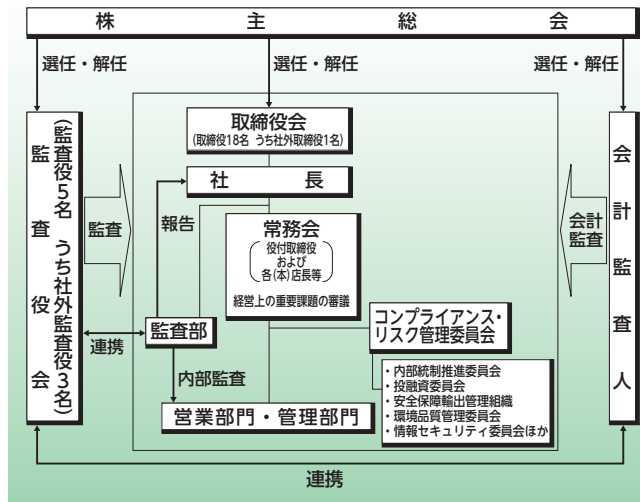 株主総会
選任・解任
選任・解任
選任・解任
監査役会
(監査役5名 うち社外監査役3名)
監査
取締役会
(取締役18名 うち社外取締役1名)
社長
報告
常務会
役付取締役
および
各(本)店長等
経営上の重要課題の審議
会計
監査
会計監査人
監査部
連携
内部監査
コンプライアンス・
リスク管理委員会
・内部統制推進委員会
・投融資委員会
・安全保障輸出管理組織
・環境品質管理委員会
・情報セキュリティ委員会ほか
営業部門・管理部門
連携